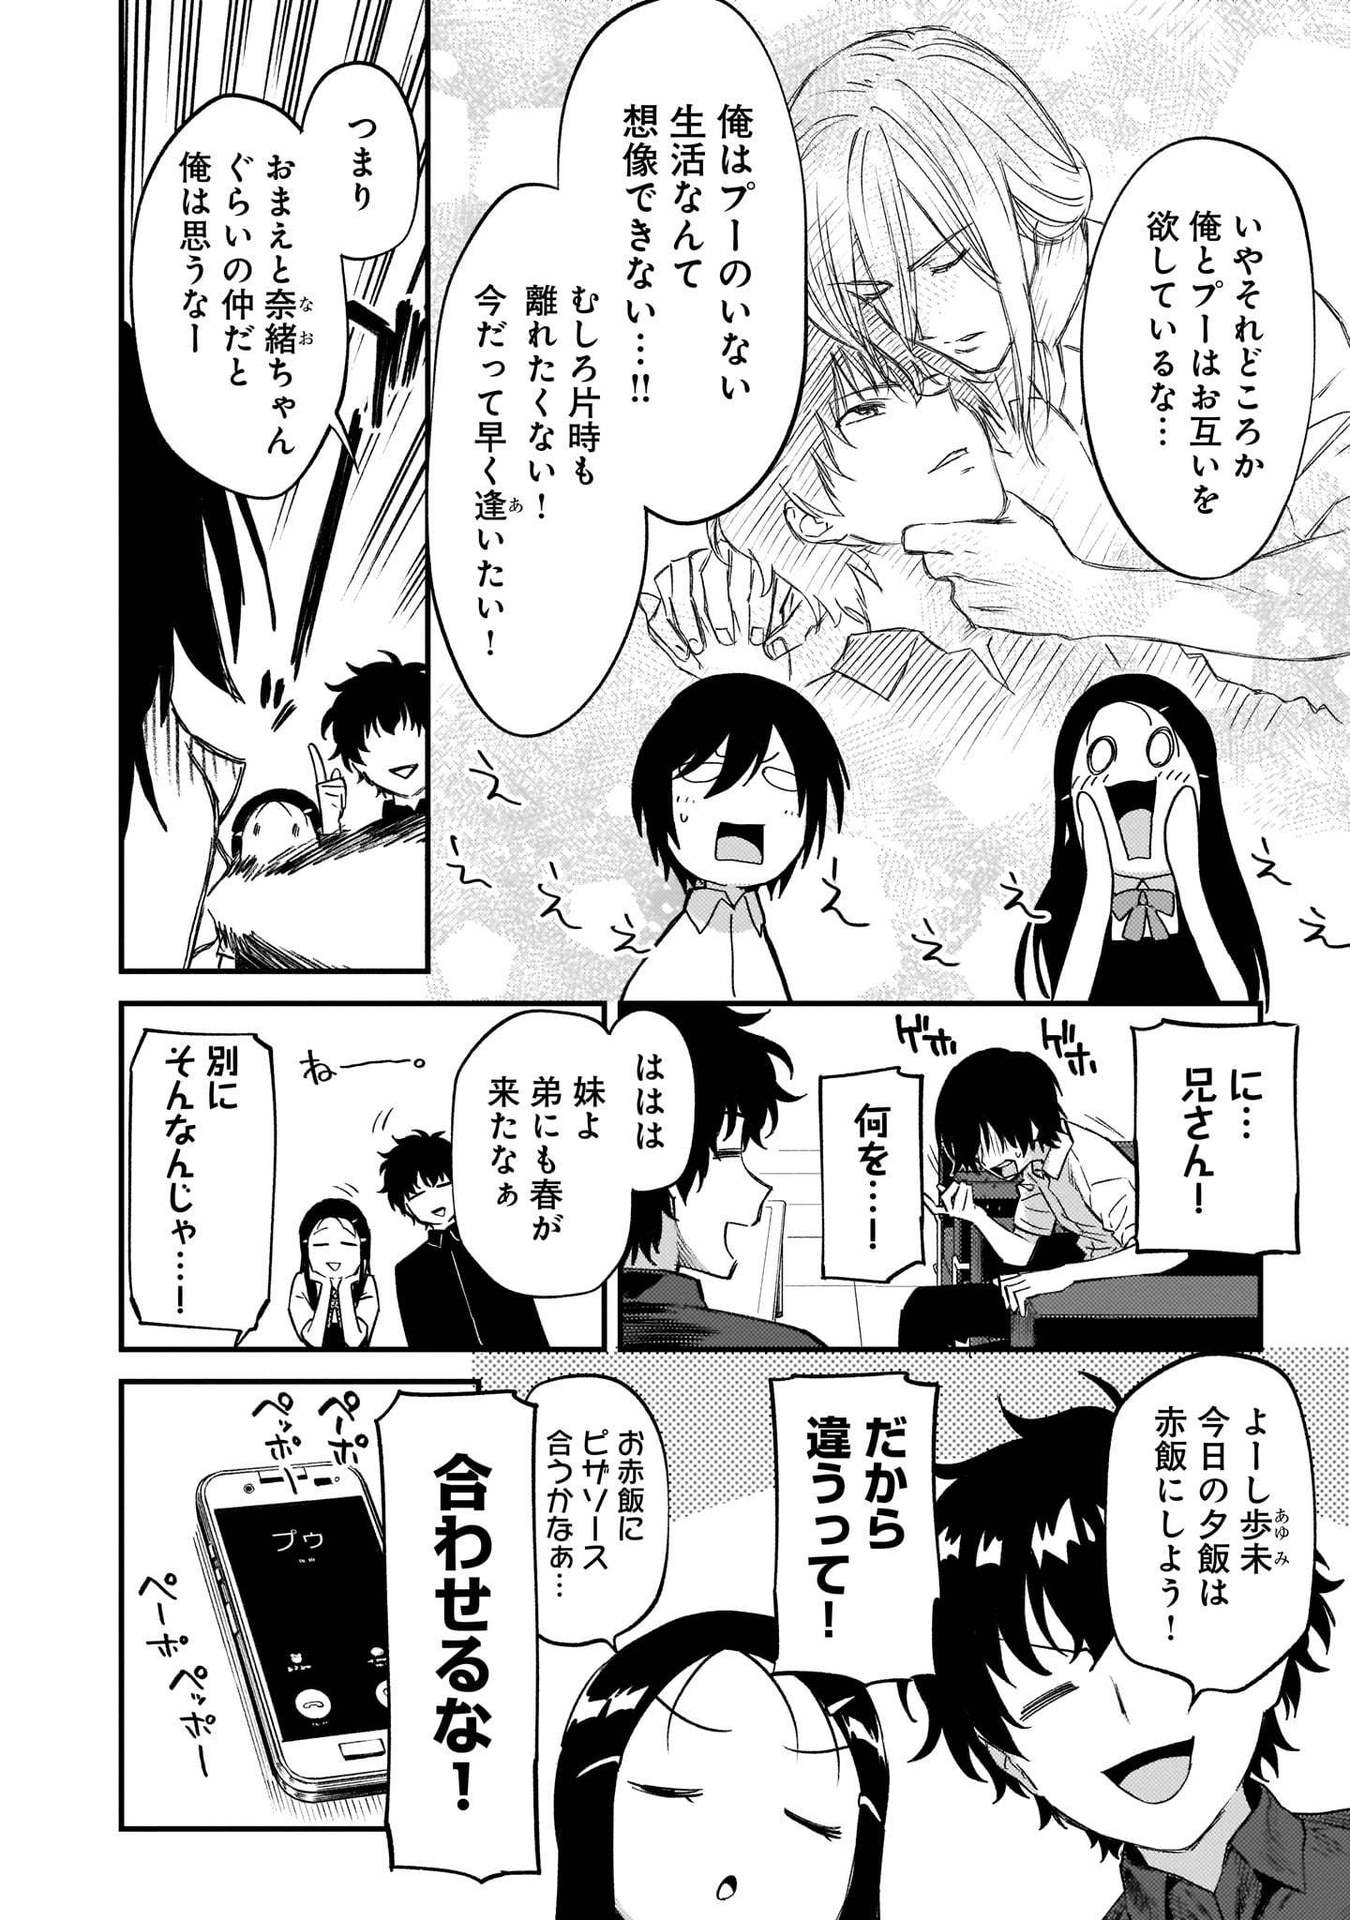 いやそれどころか
俺とプーはお互いを
欲しているな…
俺はプーのいない
生活なんて
想像できない…!!
むしろ片時も
離れたくない！
今だって早く逢いたい！
あ
つまり
おまえと奈緒ちゃん
なお
ぐらいの仲だと
俺は思うなー
に…
兄さん！
ゲホ
ゲホ
何を…！
ははは
妹よ
弟にも春が
来たなぁ
ねー。
別に
そんなんじゃ…！
よーし歩未
あゆみ
今日の夕飯は
赤飯にしよう！
だから
違うって！
お赤飯に
ピザソース
合うかなぁ…
合わせるな！
ペーポ
ペッポー
プゥ
ペーポ
ペッポー